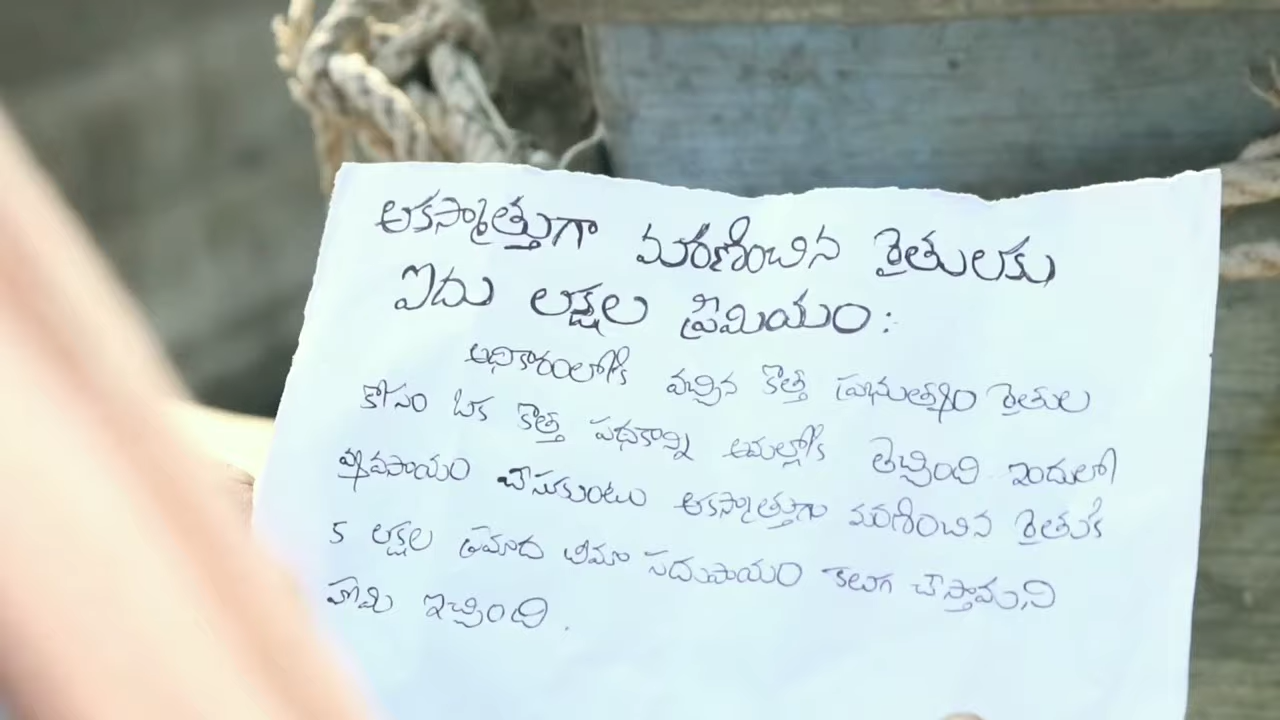 అకస్మాత్తుగా మరణించిన రైతులకు
ఐదు లక్షల ప్రీమియం :
అధికారంలోకి వచ్చిన కొత్త ప్రభుత్వం రైతుల
కోసం ఒక కొత్త పథకాన్ని అమల్లోకి తెచ్చింది. ఇందులో
వ్యవసాయం చేసుకుంటు అకస్మాత్తుగా మరణించిన రైతుకి
5 లక్షల ప్రమాద బీమా సదుపాయం కలుగ చేస్తామని
హామి ఇచ్చింది.